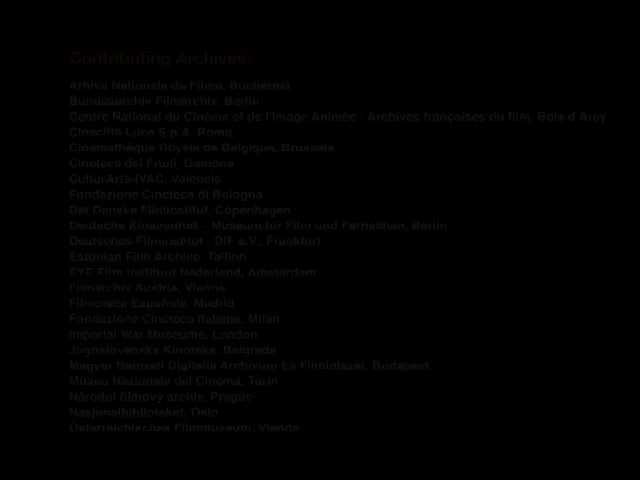 Contributing Archives:
Arhiva Nationala de Filme, Bucharest
Bundesarchiv Filmarchiv, Berlin
Centre National du Cinéma et de l'Image Animée - Archives françaises du film, Bois d'Arcy
Cinecittà Luce S.p.A. Rome
Cinémathèque Royale de Belgique, Brussels
Cineteca del Friuli, Gemona
CulturArts-IVAC, Valencia
Fondazione Cineteca di Bologna
Det Danske Filminstitut, Copenhagen
Deutsche Kinemathek - Museum für Film und Fernsehen, Berlin
Deutsches Filminstitut - DIF e.V., Frankfurt
Estonian Film Archive, Tallinn
EYE Film Instituut Nederland, Amsterdam
Filmarchiv Austria, Vienna
Filmoteca Española, Madrid
Fondazione Cineteca Italiana, Milan
Imperial War Museums, London
Jugoslovenska Kinoteka, Belgrade
Magyar Nemzeti Digitális Archívum És Filmintézet, Budapest
Museo Nazionale del Cinema, Turin
Národní filmový archiv, Prague
Nasjonalbiblioteket, Oslo
Österreichisches Filmmuseum, Vienna